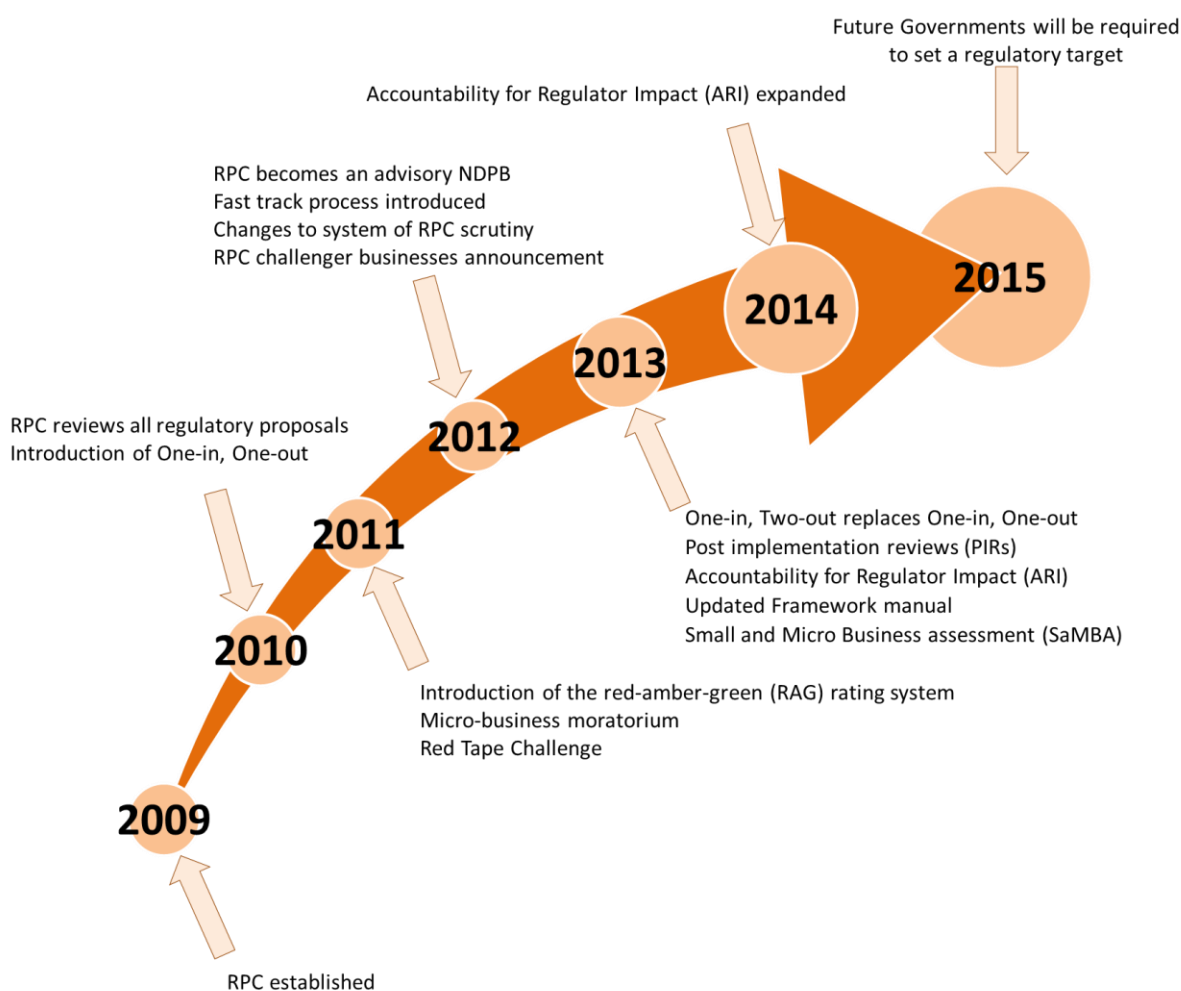 Future Governments will be required
to set a regulatory target
Accountability for Regulator Impact (ARI) expanded
RPC becomes an advisory NDPB
Fast track process introduced
Changes to system of RPC scrutiny
RPC challenger businesses announcement
2015
2014
2013
RPC reviews all regulatory proposals
Introduction of One-in, One-out
2012
One-in, Two-out replaces One-in, One-out
Post implementation reviews (PIRs)
Accountability for Regulator Impact (ARI)
Updated Framework manual
Small and Micro Business assessment (SaMBA)
2011
2010
Introduction of the red-amber-green (RAG) rating system
Micro-business moratorium
Red Tape Challenge
2009
RPC established